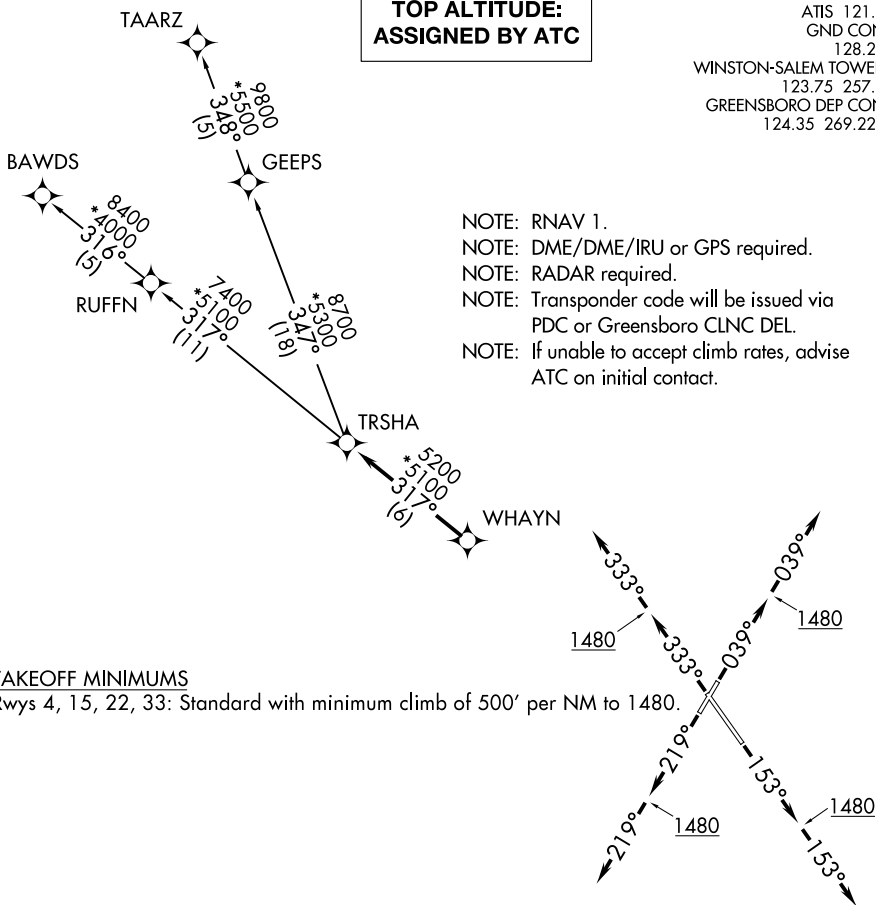 TOP ALTITUDE:
ASSIGNED BY ATC
ATIS 121.
GND CON
128.2
WINSTON-SALEM TOWE
123.75 257.
GREENSBORO DEP CON
124.35 269.22
TAARZ
9800
*5500
348°
(5)
GEEPS
BAWDS
8400
*4000
316°
(5)
RUFFN
7400
*5100
317°
(11)
8700
*5300
347°
(18)
NOTE: RNAV 1.
NOTE: DME/DME/IRU or GPS required.
NOTE: RADAR required.
NOTE: Transponder code will be issued via
PDC or Greensboro CLNC DEL.
NOTE: If unable to accept climb rates, advise
ATC on initial contact.
TRSHA
5200
*5100
317°
(6)
WHAYN
333°
1480
333°
039°
1480
039°
TAKEOFF MINIMUMS
Rwys 4, 15, 22, 33: Standard with minimum climb of 500' per NM to 1480.
219°
1480
219°
153°
1480
153°